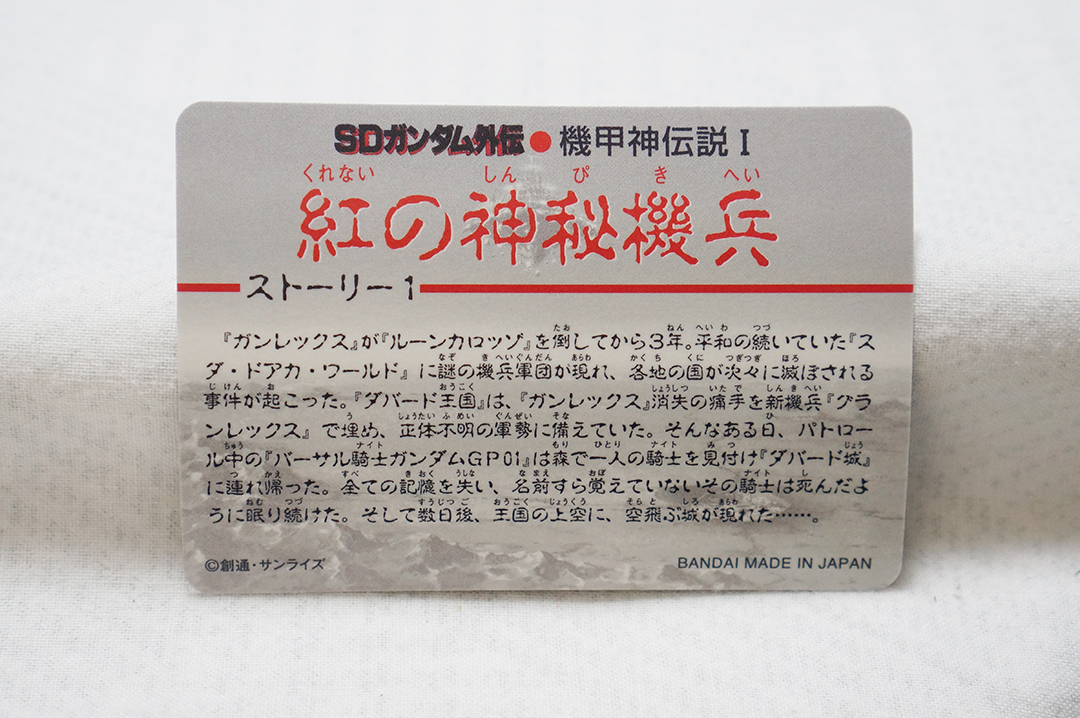 SDガンダム外伝●機甲神伝説Ⅰ
くれない しん ぴ き へい
紅の神秘機兵
ストーリー1
『ガンレックス』が『ルーンカロッゾ』を倒してから3年。平和の続いていた『ス
ダ・ドアカ・ワールド』に謎の機兵軍団が現れ、各地の国が次々に滅ぼされる
事件が起こった。『ダバード王国』は、『ガンレックス』消失の痛手を新機兵『グラ
ンレックス』で埋め、正体不明の軍勢に備えていた。そんなある日、パトロー
ル中の『バーサル騎士ガンダムGP01』は森で一人の騎士を見付け『ダバード城』
に連れ帰った。全ての記憶を失い、名前すら覚えていないその騎士は死んだよ
うに眠り続けた。そして数日後、王国の上空に、空飛ぶ城が現れた……。
©創通・サンライズ
BANDAI MADE IN JAPAN